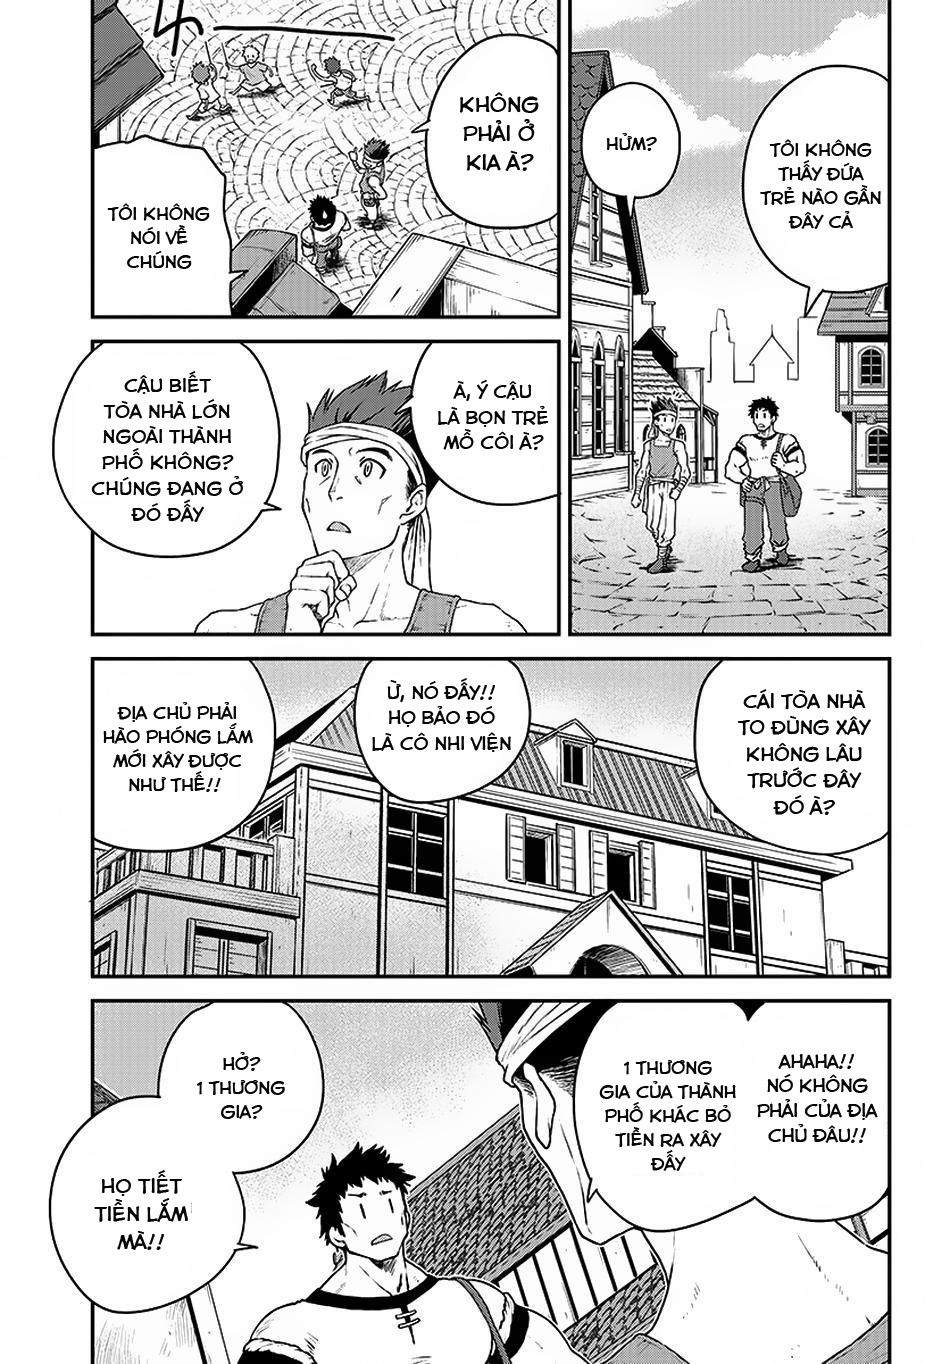 TÔI KHÔNG
THẤY ĐỨA
TRẺ NÀO GẦN
ĐÂY CẢ
HỬM?
KHÔNG
PHẢI Ở
KIA À?
TÔI KHÔNG
NÓI VỀ
CHÚNG
À, Ý CẬU
LÀ BỌN TRẺ
MỒ CÔI À?
CẬU BIẾT
TÒA NHÀ LỚN
NGOÀI THÀNH
PHỐ KHÔNG?
CHÚNG ĐANG Ở
ĐÓ ĐẤY
CÁI TÒA NHÀ
TO ĐÙNG XÂY
KHÔNG LÂU
TRƯỚC ĐÂY
ĐÓ À?
Ừ, NÓ ĐẤY!!
HỌ BẢO ĐÓ
LÀ CÔ NHI VIỆN
ĐỊA CHỦ PHẢI
HÀO PHÓNG LẮM
MỚI XÂY ĐƯỢC
NHƯ THẾ!!
AHAHA!!
NÓ KHÔNG
PHẢI CỦA ĐỊA
CHỦ ĐÂU!!
1 THƯƠNG
GIA CỦA THÀNH
PHỐ KHÁC BỎ
TIỀN RA XÂY
ĐẤY
HỞ?
1 THƯƠNG
GIA?
HỌ TIẾT
TIỀN LẮM
MÀ!!